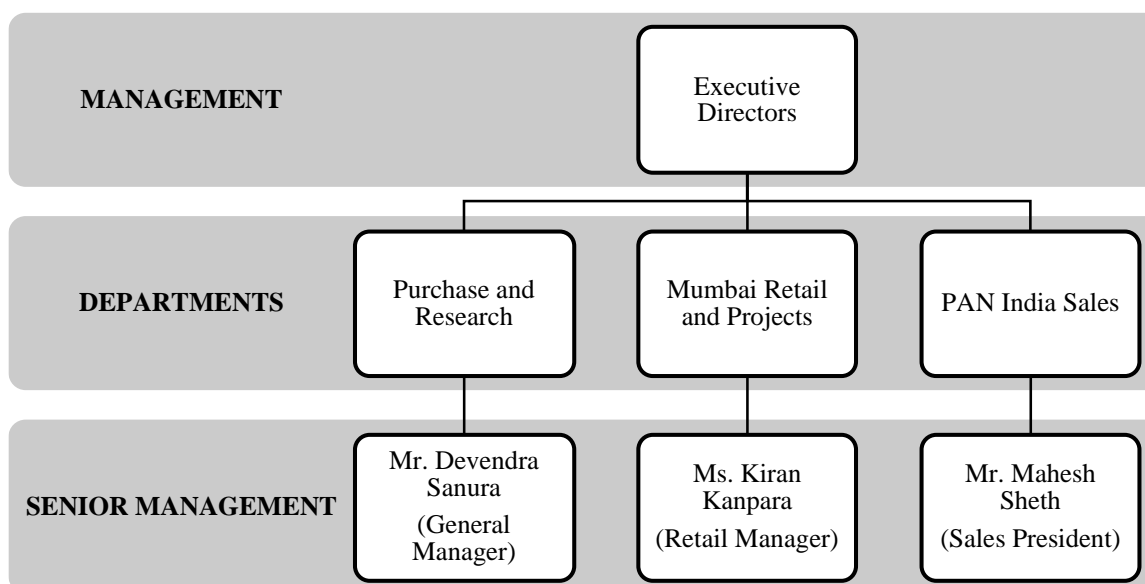 MANAGEMENT
Executive
Directors
DEPARTMENTS
Purchase and
Research
Mumbai Retail
and Projects
PAN India Sales
SENIOR MANAGEMENT
Mr. Devendra
Sanura
(General
Manager)
Ms. Kiran
Kanpara
(Retail Manager)
Mr. Mahesh
Sheth
(Sales President)